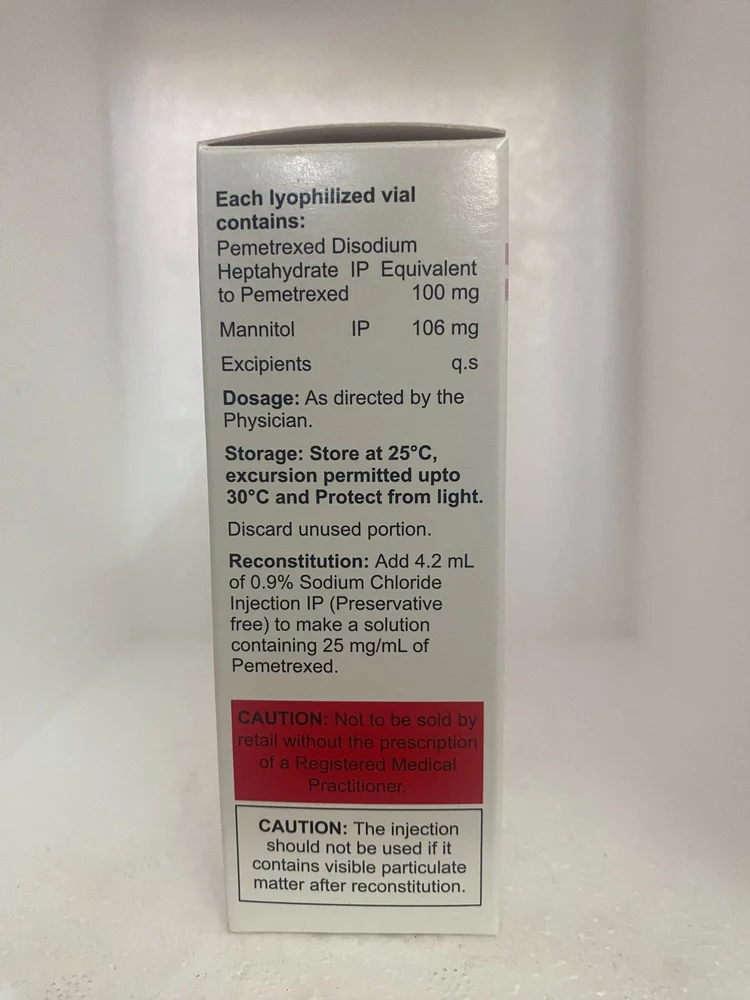 Each lyophilized vial
contains:
Pemetrexed Disodium
Heptahydrate IP Equivalent
to Pemetrexed 100 mg
Mannitol IP 106 mg
Excipients q.s
Dosage: As directed by the
Physician.
Storage: Store at 25°C,
excursion permitted upto
30°C and Protect from light.
Discard unused portion.
Reconstitution: Add 4.2 mL
of 0.9% Sodium Chloride
Injection IP (Preservative
free) to make a solution
containing 25 mg/mL of
Pemetrexed.
CAUTION: Not to be sold by
retail without the prescription
of a Registered Medical
Practitioner.
CAUTION: The injection
should not be used if it
contains visible particulate
matter after reconstitution.